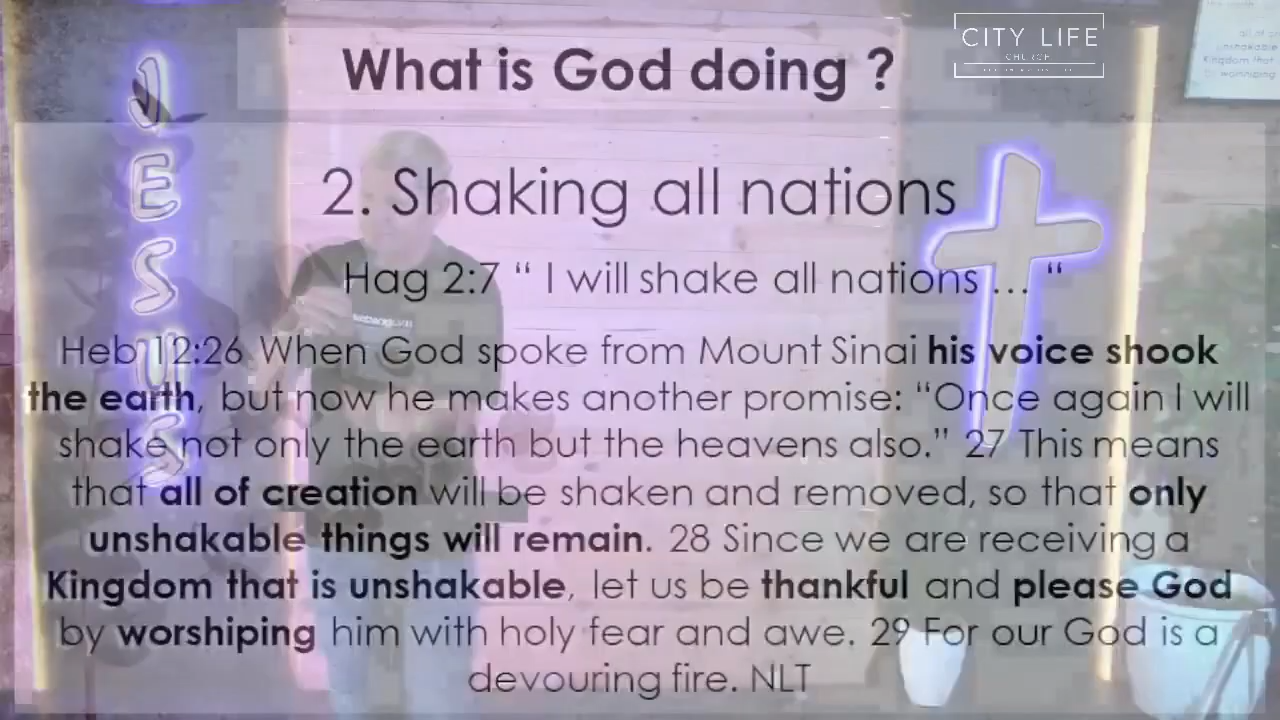 CITY LIFE
CHURCH
What is God doing ?
2. Shaking all nations
Hag 2:7 “ I will shake all nations … “
Heb 12:26 When God spoke from Mount Sinai his voice shook
the earth, but now he makes another promise: “Once again I will
shake not only the earth but the heavens also.” 27 This means
that all of creation will be shaken and removed, so that only
unshakable things will remain. 28 Since we are receiving a
Kingdom that is unshakable, let us be thankful and please God
by worshiping him with holy fear and awe. 29 For our God is a
devouring fire. NLT
JESUS
unshakable
Kingdom that